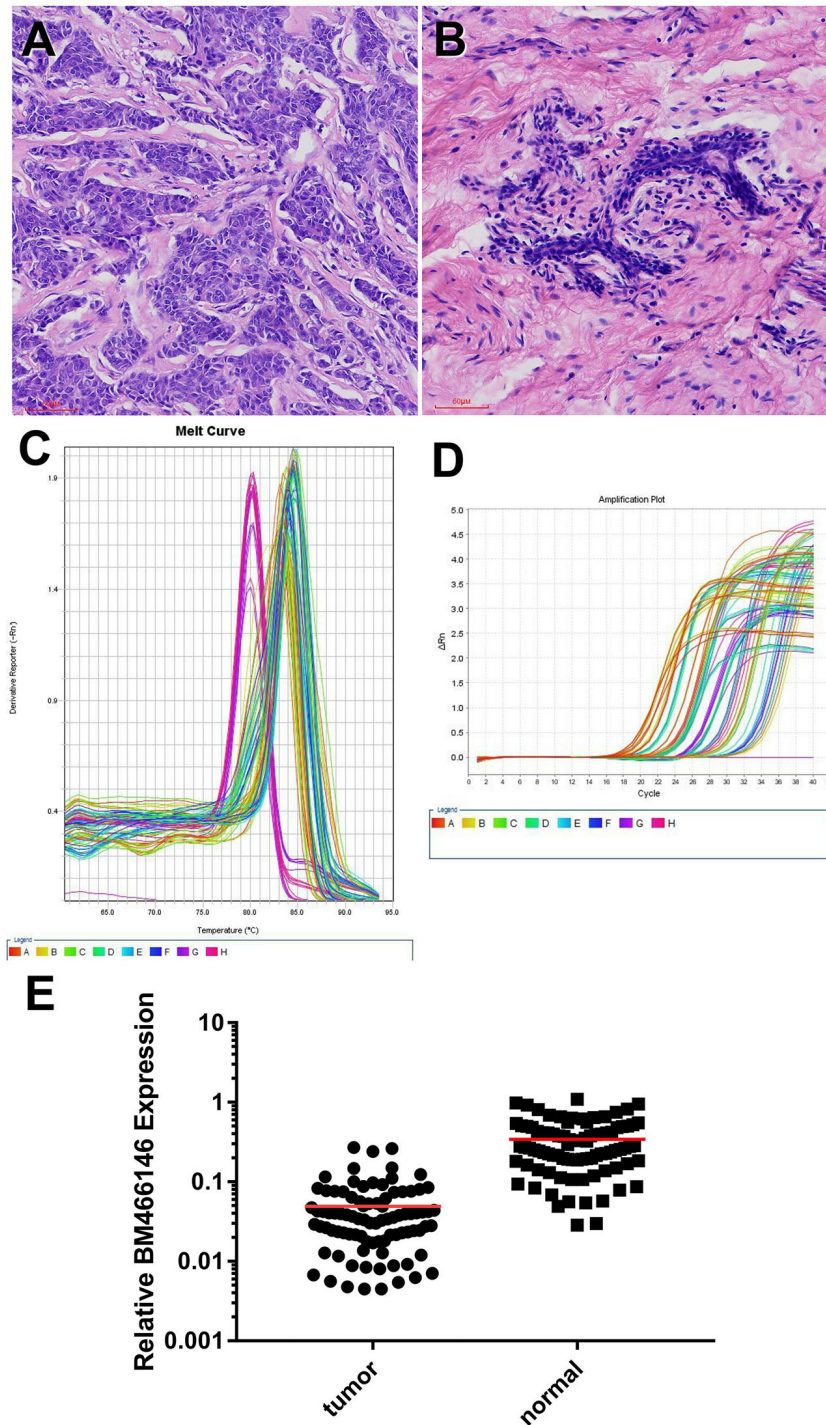 A
B
60μM
C
Melt Curve
Derivative Reporter (-Rn)
1.9
1.4
0.9
0.4
65.0 70.0 75.0 80.0 85.0 90.0 95.0
Temperature (°C)
Legend
A B C D E F G H
D
Amplification Plot
ΔRn
5.0
4.5
4.0
3.5
3.0
2.5
2.0
1.5
1.0
0.5
0.0
0 2 4 6 8 10 12 14 16 18 20 22 24 26 28 30 32 34 36 38 40
Cycle
Legend
A B C D E F G H
E
Relative BM466146 Expression
10
1
0.1
0.01
0.001
tumor
normal